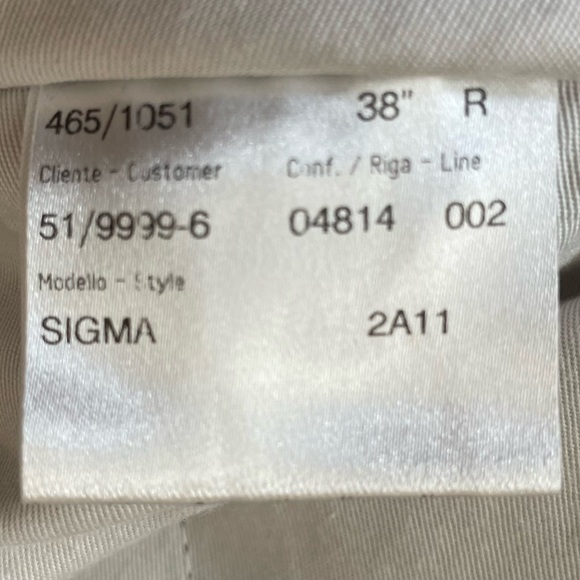 465/1051 38" R
Cliente - Customer Conf. / Riga - Line
51/9999-6 04814 002
Modello - Style
SIGMA 2A11